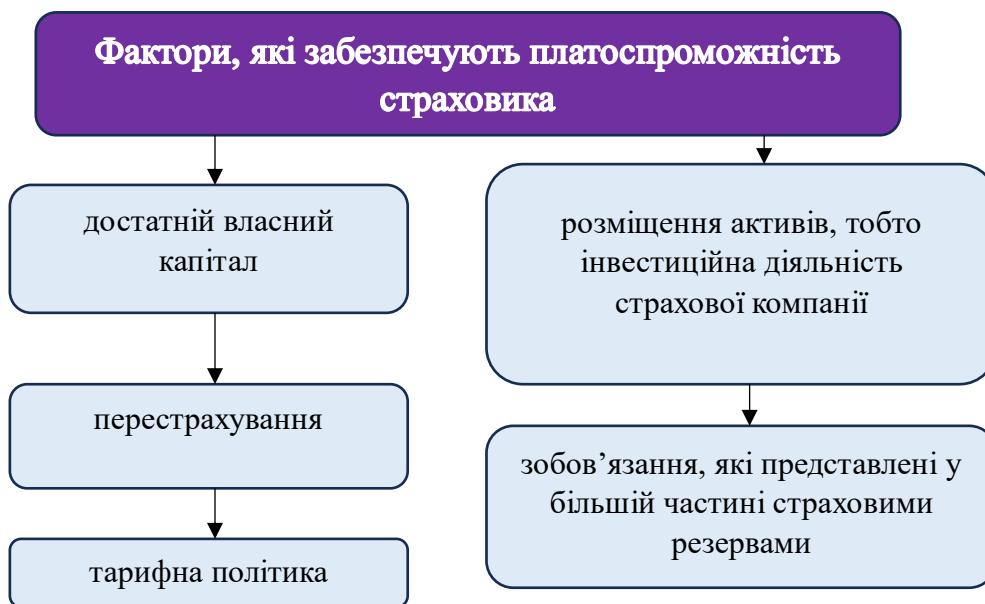 Фактори, які забезпечують платоспроможність
страховика
достатній власний
капітал
перестрахування
тарифна політика
розміщення активів, тобто
інвестиційна діяльність
страхової компанії
зобов’язання, які представлені у
більшій частині страховими
резервами